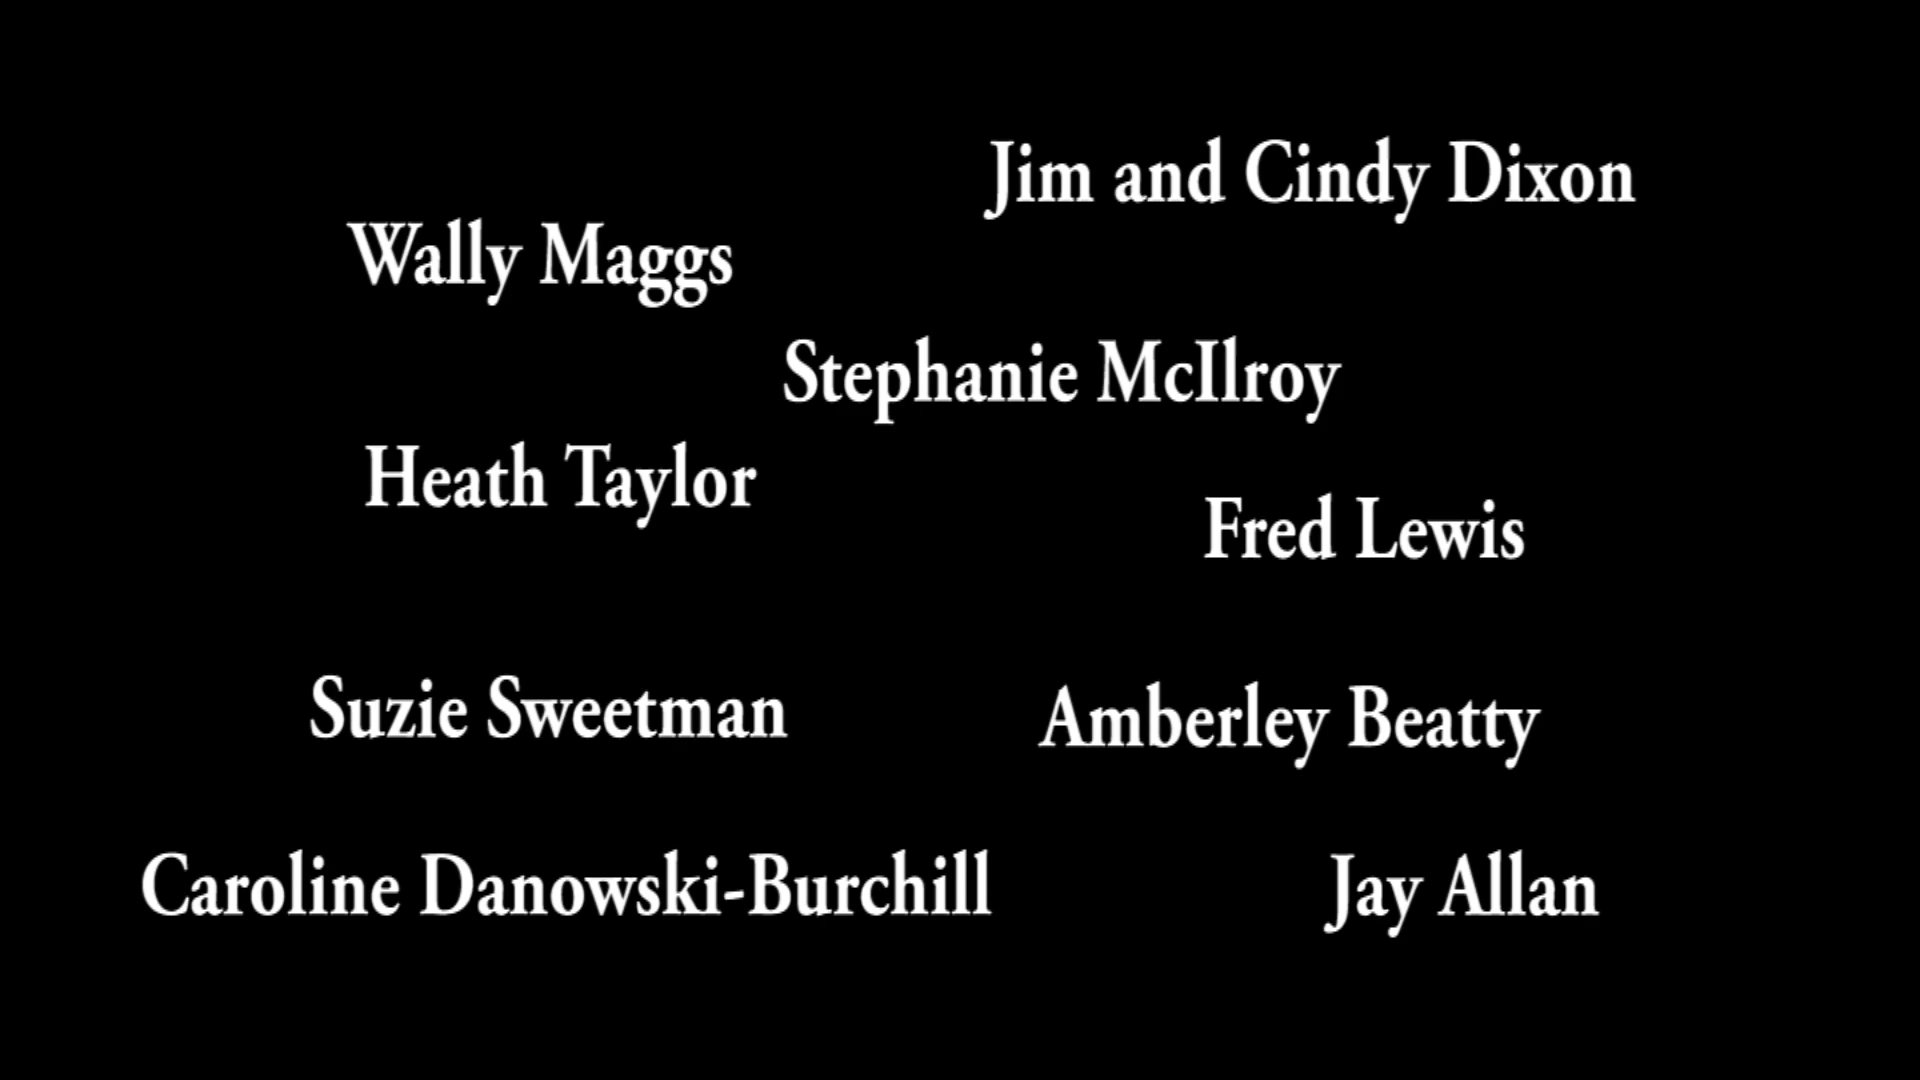 Jim and Cindy Dixon
Wally Maggs
Stephanie McIlroy
Heath Taylor
Fred Lewis
Suzie Sweetman
Amberley Beatty
Caroline Danowski-Burchill
Jay Allan